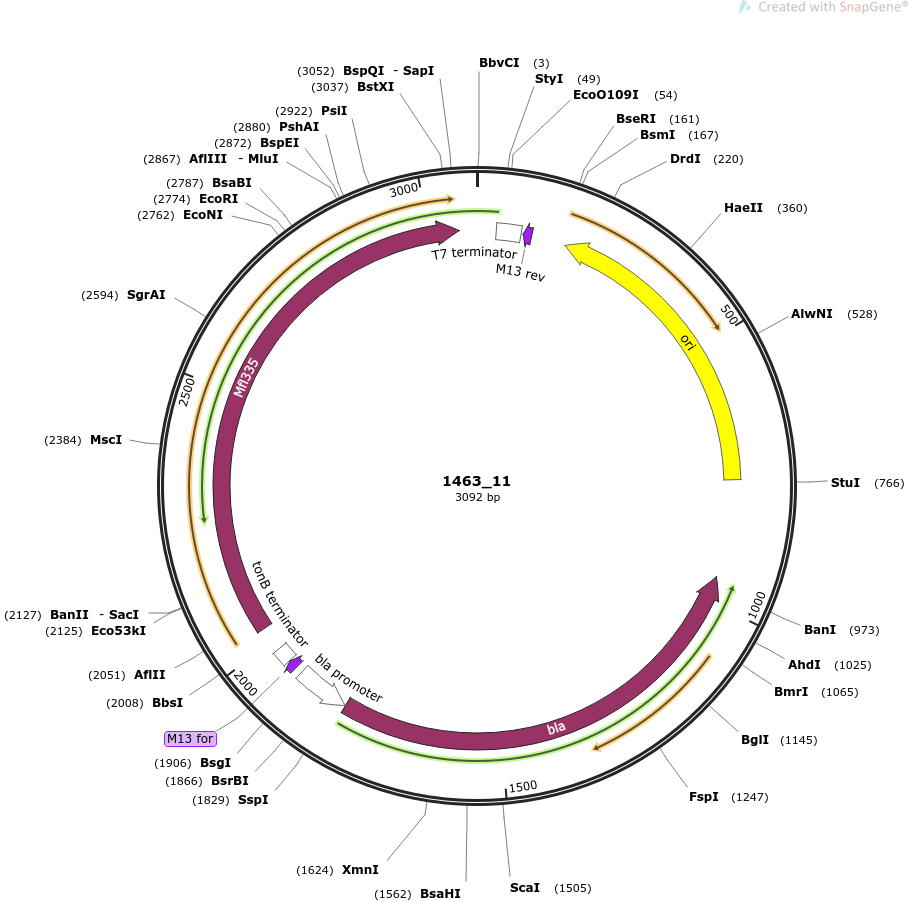 Created with SnapGene®
(3052) BspQI - SapI
(3037) BstXI
(2922) PsiI
(2880) PshAI
(2872) BspEI
(2867) AflIII - MluI
(2787) BsaBI
(2774) EcoRI
(2762) EcoNI
(2594) SgrAI
(2384) MscI
(2127) BanII - SacI
(2125) Eco53kI
(2051) AflII
(2008) BbsI
M13 for
(1906) BsgI
(1866) BsrBI
(1829) SspI
(1624) XmnI
(1562) BsaHI
BbvCI (3)
StyI (49)
EcoO109I (54)
BseRI (161)
BsmI (167)
DrdI (220)
HaeII (360)
AlwNI (528)
StuI (766)
BanI (973)
AhdI (1025)
BmrI (1065)
BglI (1145)
FspI (1247)
ScaI (1505)
500
1000
1500
2000
2500
3000
T7 terminator
M13 rev
ori
Mfl335
tonB terminator
bla promoter
bla
1463_11
3092 bp